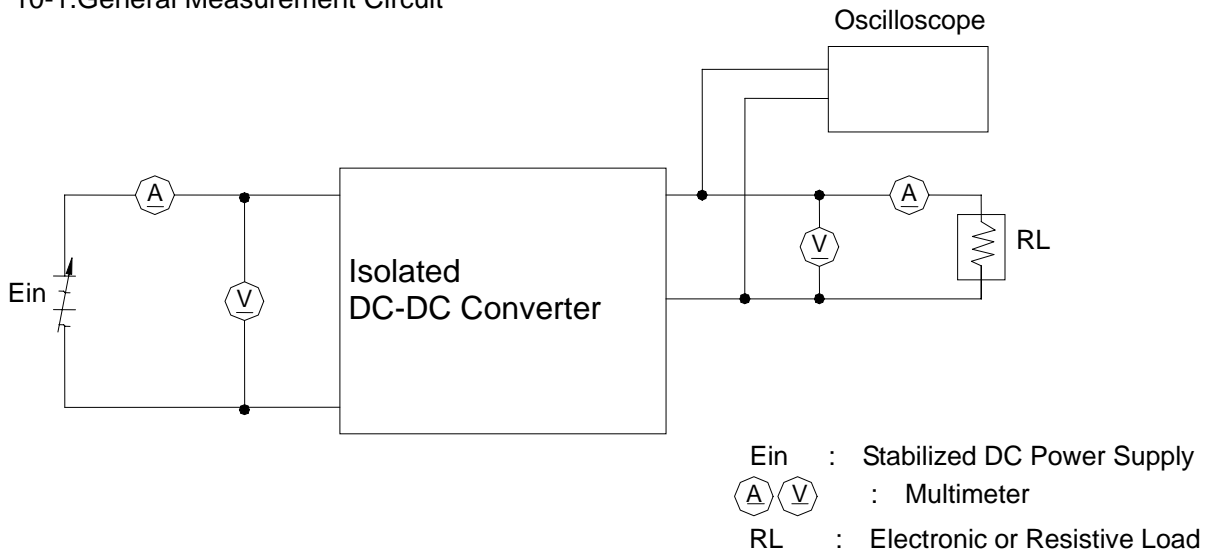 10-1.General Measurement Circuit
Oscilloscope
A
A
Ein
V
Isolated
DC-DC Converter
V
RL
Ein : Stabilized DC Power Supply
A V : Multimeter
RL : Electronic or Resistive Load